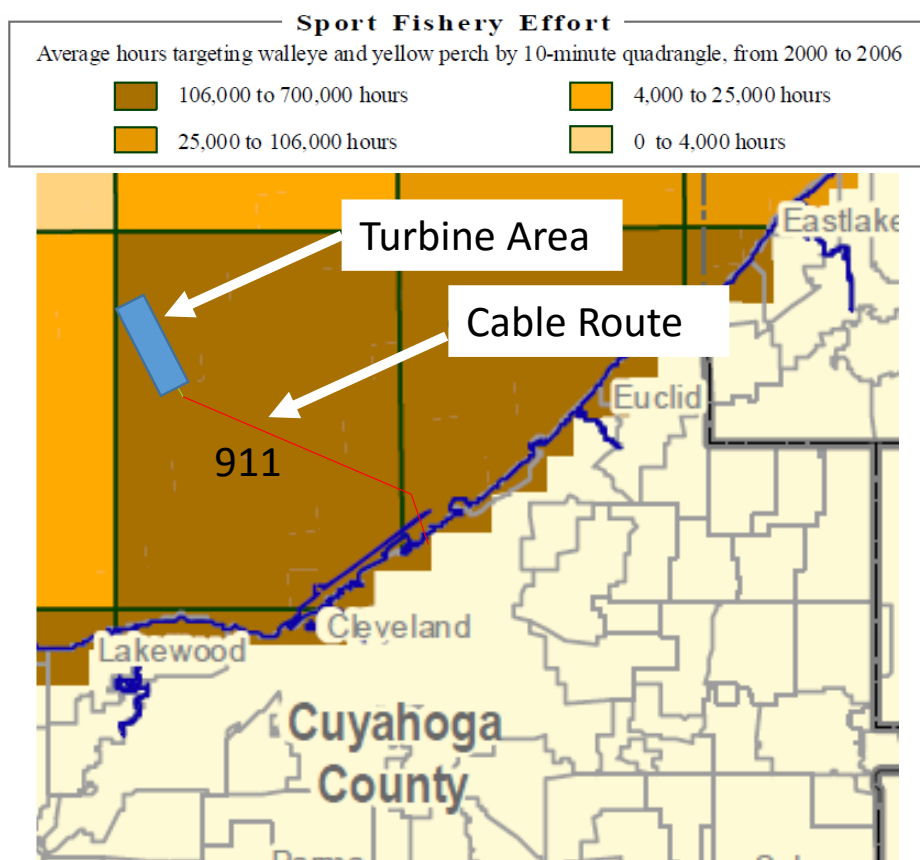 Sport Fishery Effort
Average hours targeting walleye and yellow perch by 10-minute quadrangle, from 2000 to 2006
106,000 to 700,000 hours
4,000 to 25,000 hours
25,000 to 106,000 hours
0 to 4,000 hours
Turbine Area
Eastlake
Cable Route
Euclid
911
Cleveland
Lakewood
Cuyahoga
County